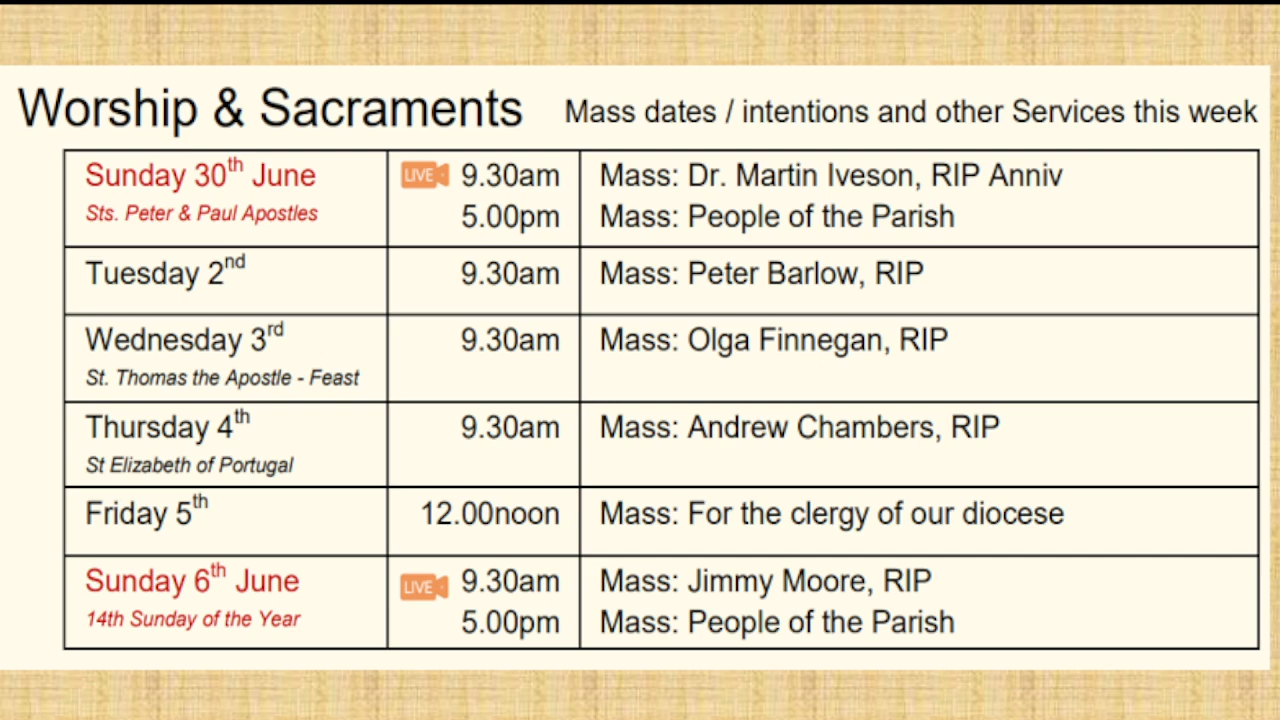 Worship & Sacraments Mass dates / intentions and other Services this week
Sunday 30th June LIVE 9.30am Mass: Dr. Martin Iveson, RIP Anniv
Sts. Peter & Paul Apostles 5.00pm Mass: People of the Parish
Tuesday 2nd 9.30am Mass: Peter Barlow, RIP
Wednesday 3rd 9.30am Mass: Olga Finnegan, RIP
St. Thomas the Apostle - Feast
Thursday 4th 9.30am Mass: Andrew Chambers, RIP
St Elizabeth of Portugal
Friday 5th 12.00noon Mass: For the clergy of our diocese
Sunday 6th June LIVE 9.30am Mass: Jimmy Moore, RIP
14th Sunday of the Year 5.00pm Mass: People of the Parish